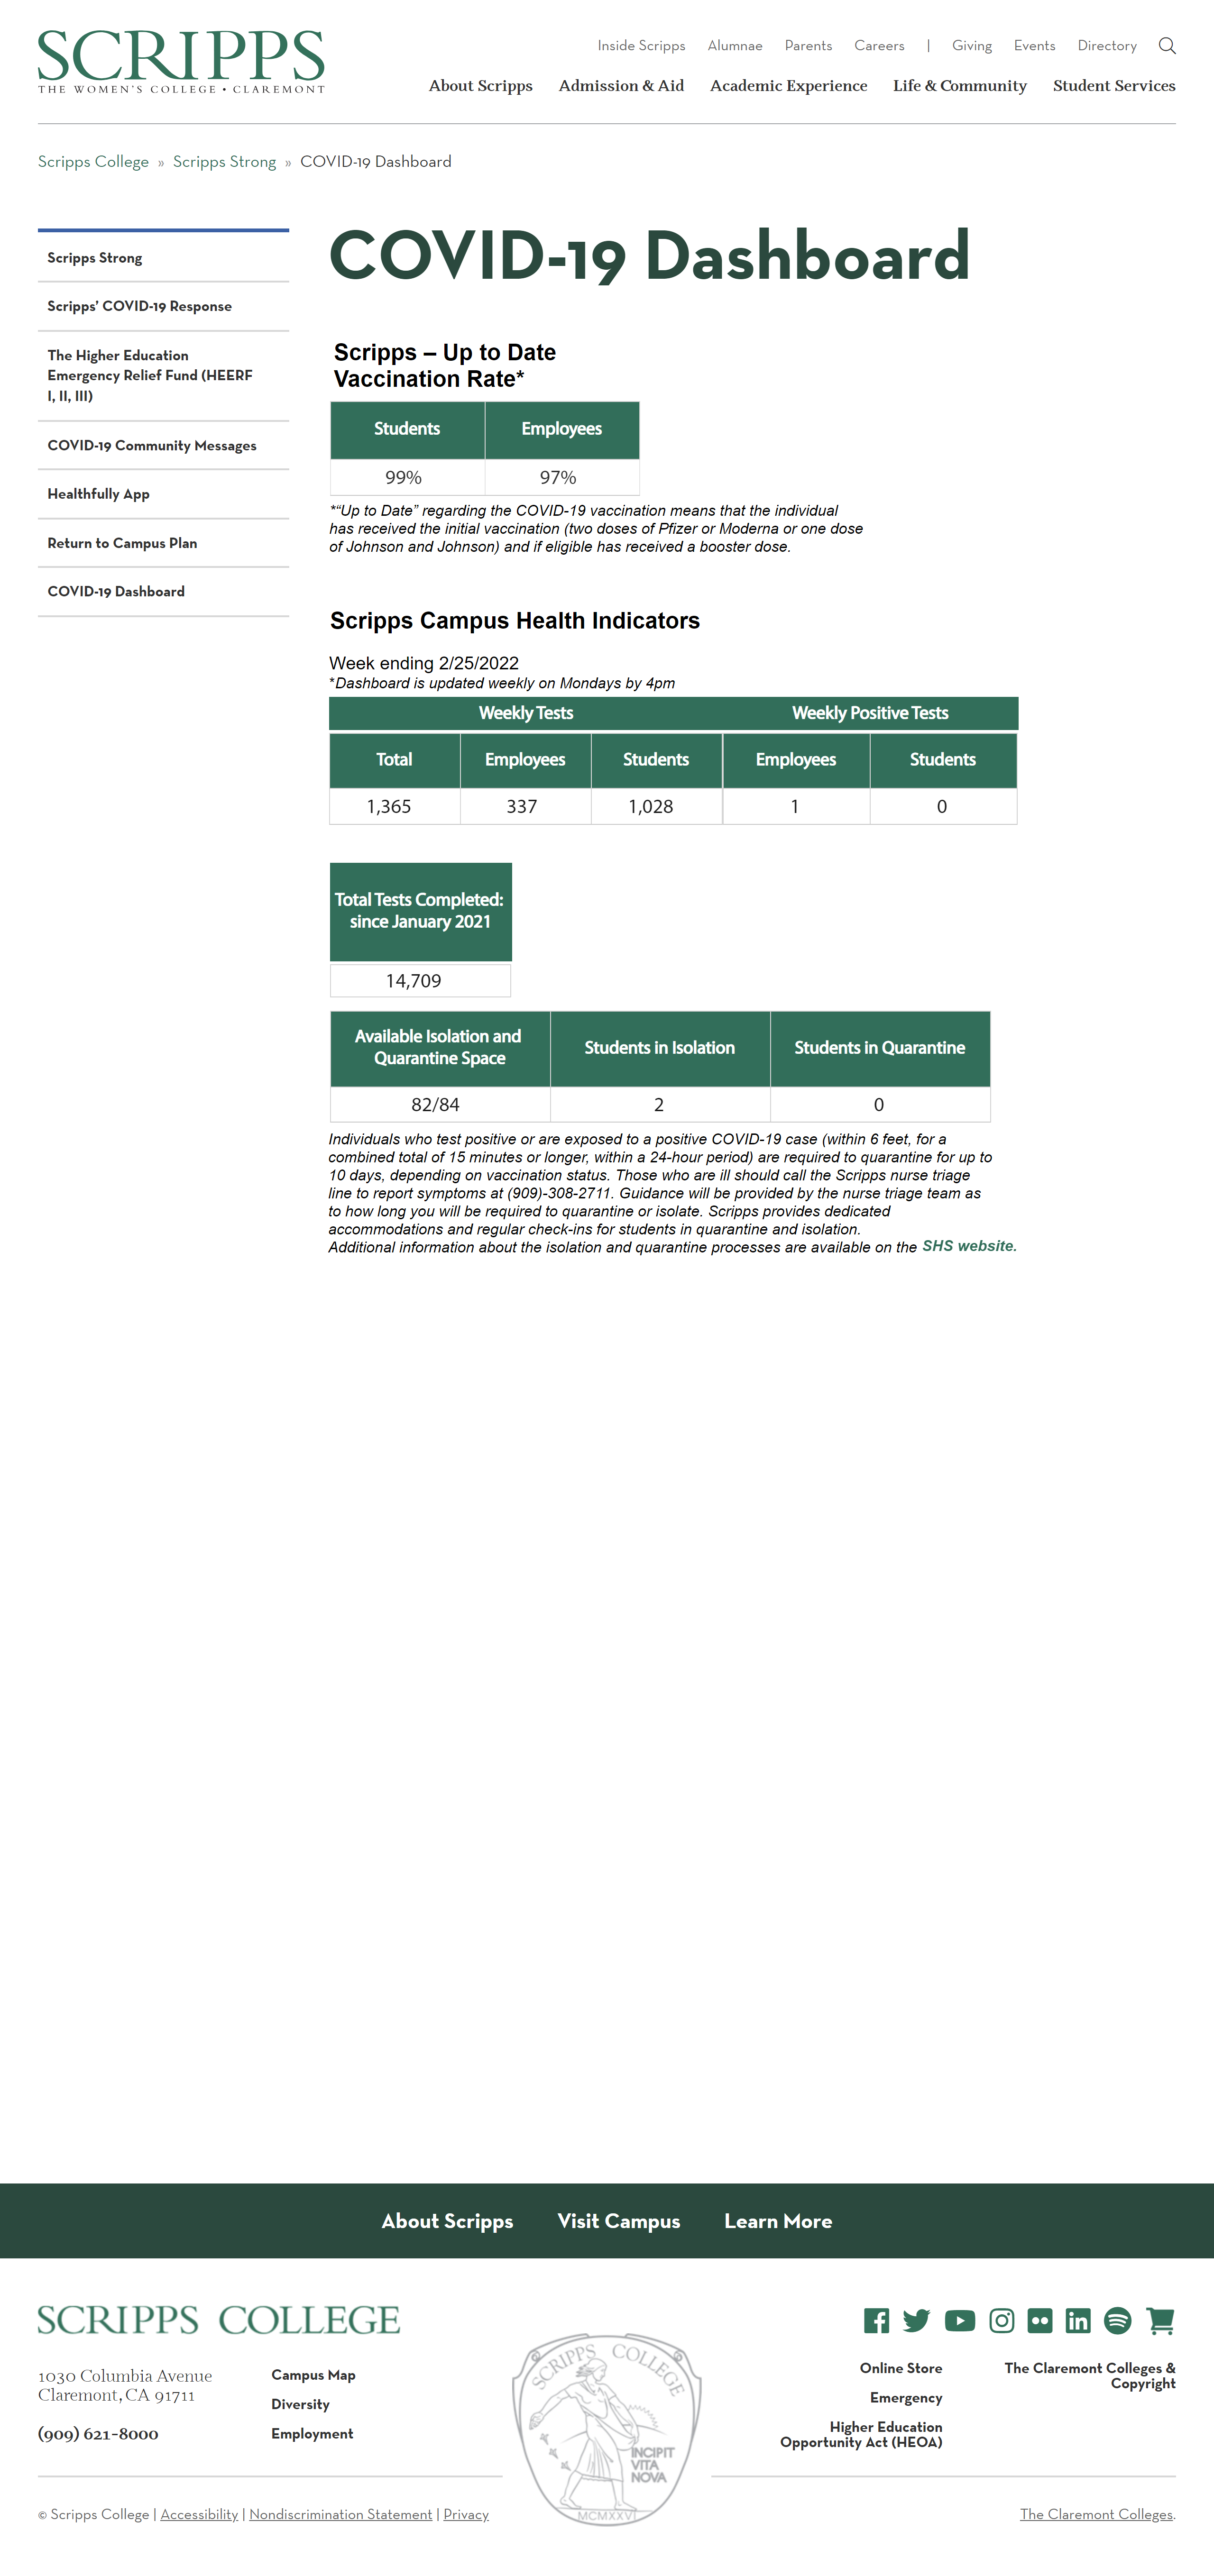 SCRIPPS
THE WOMEN'S COLLEGE • CLAREMONT
Inside Scripps Alumnae Parents Careers | Giving Events Directory
About Scripps Admission & Aid Academic Experience Life & Community Student Services
Scripps College » Scripps Strong » COVID-19 Dashboard
Scripps Strong
Scripps' COVID-19 Response
The Higher Education
Emergency Relief Fund (HEERF
I, II, III)
COVID-19 Community Messages
Healthfully App
Return to Campus Plan
COVID-19 Dashboard
COVID-19 Dashboard
Scripps – Up to Date
Vaccination Rate*
Students Employees
99% 97%
*“Up to Date” regarding the COVID-19 vaccination means that the individual
has received the initial vaccination (two doses of Pfizer or Moderna or one dose
of Johnson and Johnson) and if eligible has received a booster dose.
Scripps Campus Health Indicators
Week ending 2/25/2022
*Dashboard is updated weekly on Mondays by 4pm
Weekly Tests Weekly Positive Tests
Total Employees Students Employees Students
1,365 337 1,028 1 0
Total Tests Completed:
since January 2021
14,709
Available Isolation and
Quarantine Space
Students in Isolation
Students in Quarantine
82/84 2 0
Individuals who test positive or are exposed to a positive COVID-19 case (within 6 feet, for a
combined total of 15 minutes or longer, within a 24-hour period) are required to quarantine for up to
10 days, depending on vaccination status. Those who are ill should call the Scripps nurse triage
line to report symptoms at (909)-308-2711. Guidance will be provided by the nurse triage team as
to how long you will be required to quarantine or isolate. Scripps provides dedicated
accommodations and regular check-ins for students in quarantine and isolation.
Additional information about the isolation and quarantine processes are available on the SHS website.
About Scripps Visit Campus Learn More
SCRIPPS COLLEGE
1030 Columbia Avenue
Claremont, CA 91711
(909) 621-8000
Campus Map
Diversity
Employment
SCRIPPS COLLEGE
INCIPIT
VITA
NOVA
MCMXXVI
Online Store
Emergency
Higher Education
Opportunity Act (HEOA)
The Claremont Colleges &
Copyright
© Scripps College | Accessibility | Nondiscrimination Statement | Privacy
The Claremont Colleges.